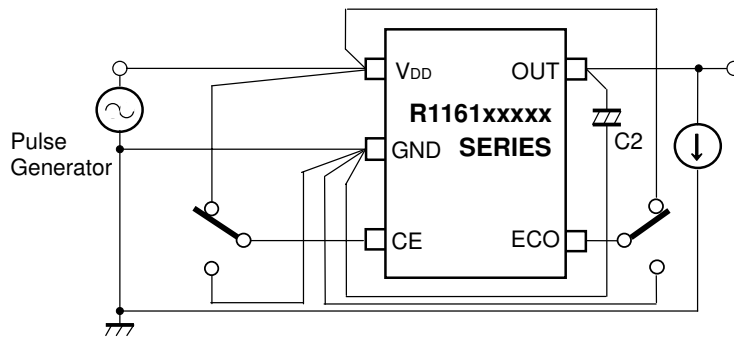 VDD
OUT
R1161xxxxx
SERIES
GND
C2
Pulse
Generator
CE
ECO